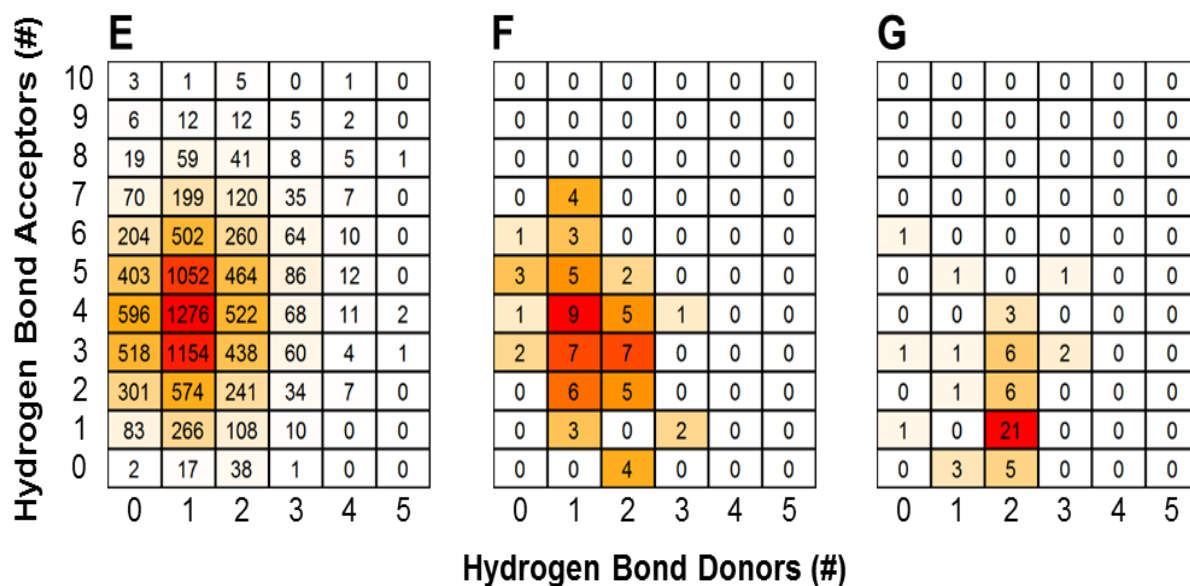 E F G
Hydrogen Bond Acceptors (#)
10 3 1 5 0 1 0 0 0 0 0 0 0 0 0 0 0 0 0
9 6 12 12 5 2 0 0 0 0 0 0 0 0 0 0 0 0 0
8 19 59 41 8 5 1 0 0 0 0 0 0 0 0 0 0 0 0
7 70 199 120 35 7 0 0 4 0 0 0 0 0 0 0 0 0 0
6 204 502 260 64 10 0 1 3 0 0 0 0 1 0 0 0 0 0
5 403 1052 464 86 12 0 3 5 2 0 0 0 0 1 0 1 0 0
4 596 1276 522 68 11 2 1 9 5 1 0 0 0 0 3 0 0 0
3 518 1154 438 60 4 1 2 7 7 0 0 0 1 1 6 2 0 0
2 301 574 241 34 7 0 0 6 5 0 0 0 0 1 6 0 0 0
1 83 266 108 10 0 0 0 3 0 2 0 0 1 0 21 0 0 0
0 2 17 38 1 0 0 0 0 4 0 0 0 0 3 5 0 0 0
0 1 2 3 4 5 0 1 2 3 4 5 0 1 2 3 4 5
Hydrogen Bond Donors (#)